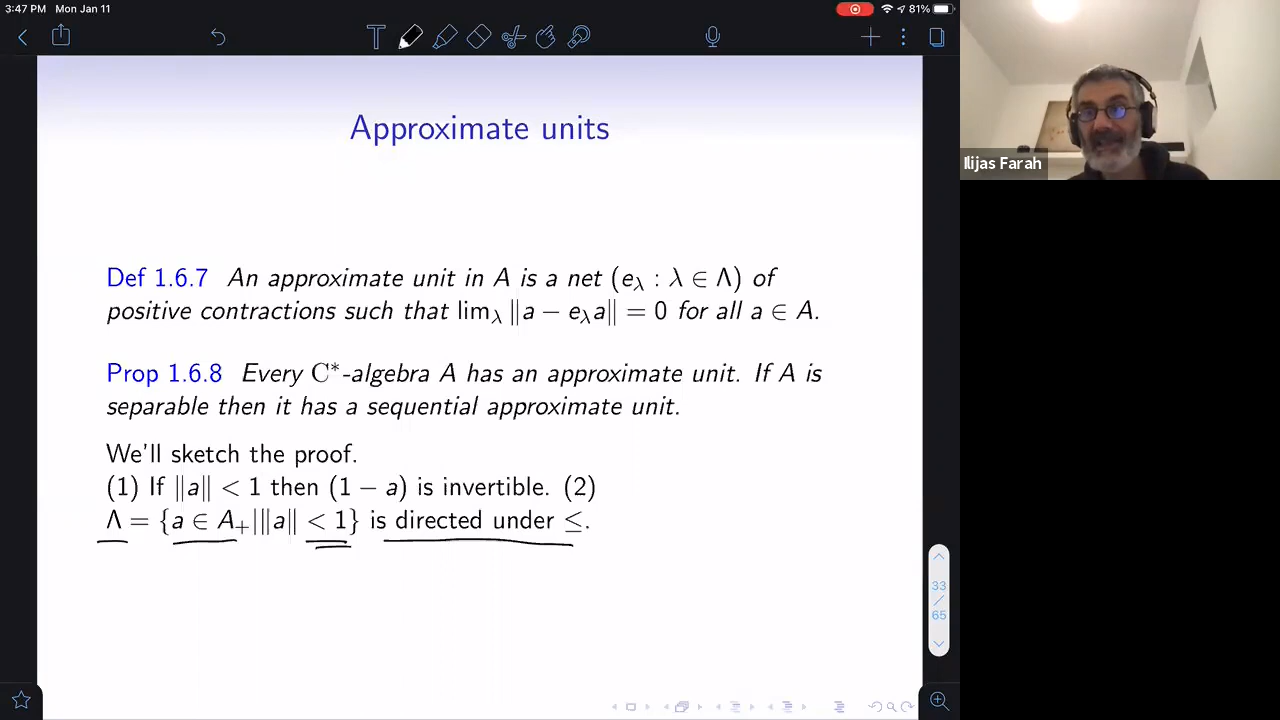 3:47 PM Mon Jan 11
81%
T
Approximate units
Def 1.6.7 An approximate unit in A is a net (e_λ : λ ∈ Λ) of
positive contractions such that lim_λ ‖a − e_λa‖ = 0 for all a ∈ A.
Prop 1.6.8 Every C*-algebra A has an approximate unit. If A is
separable then it has a sequential approximate unit.
We'll sketch the proof.
(1) If ‖a‖ < 1 then (1 − a) is invertible. (2)
Λ = {a ∈ A₊|‖a‖ < 1} is directed under ≤.
33
/
65
Ilijas Farah